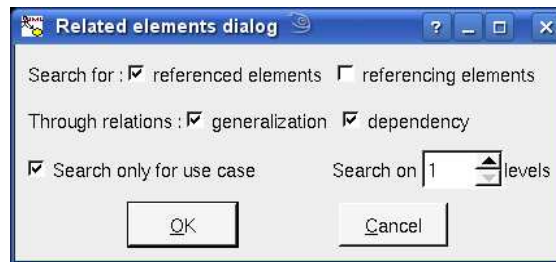 Related elements dialog
Search for : referenced elements referencing elements
Through relations : generalization dependency
Search only for use case Search on 1 levels
OK Cancel